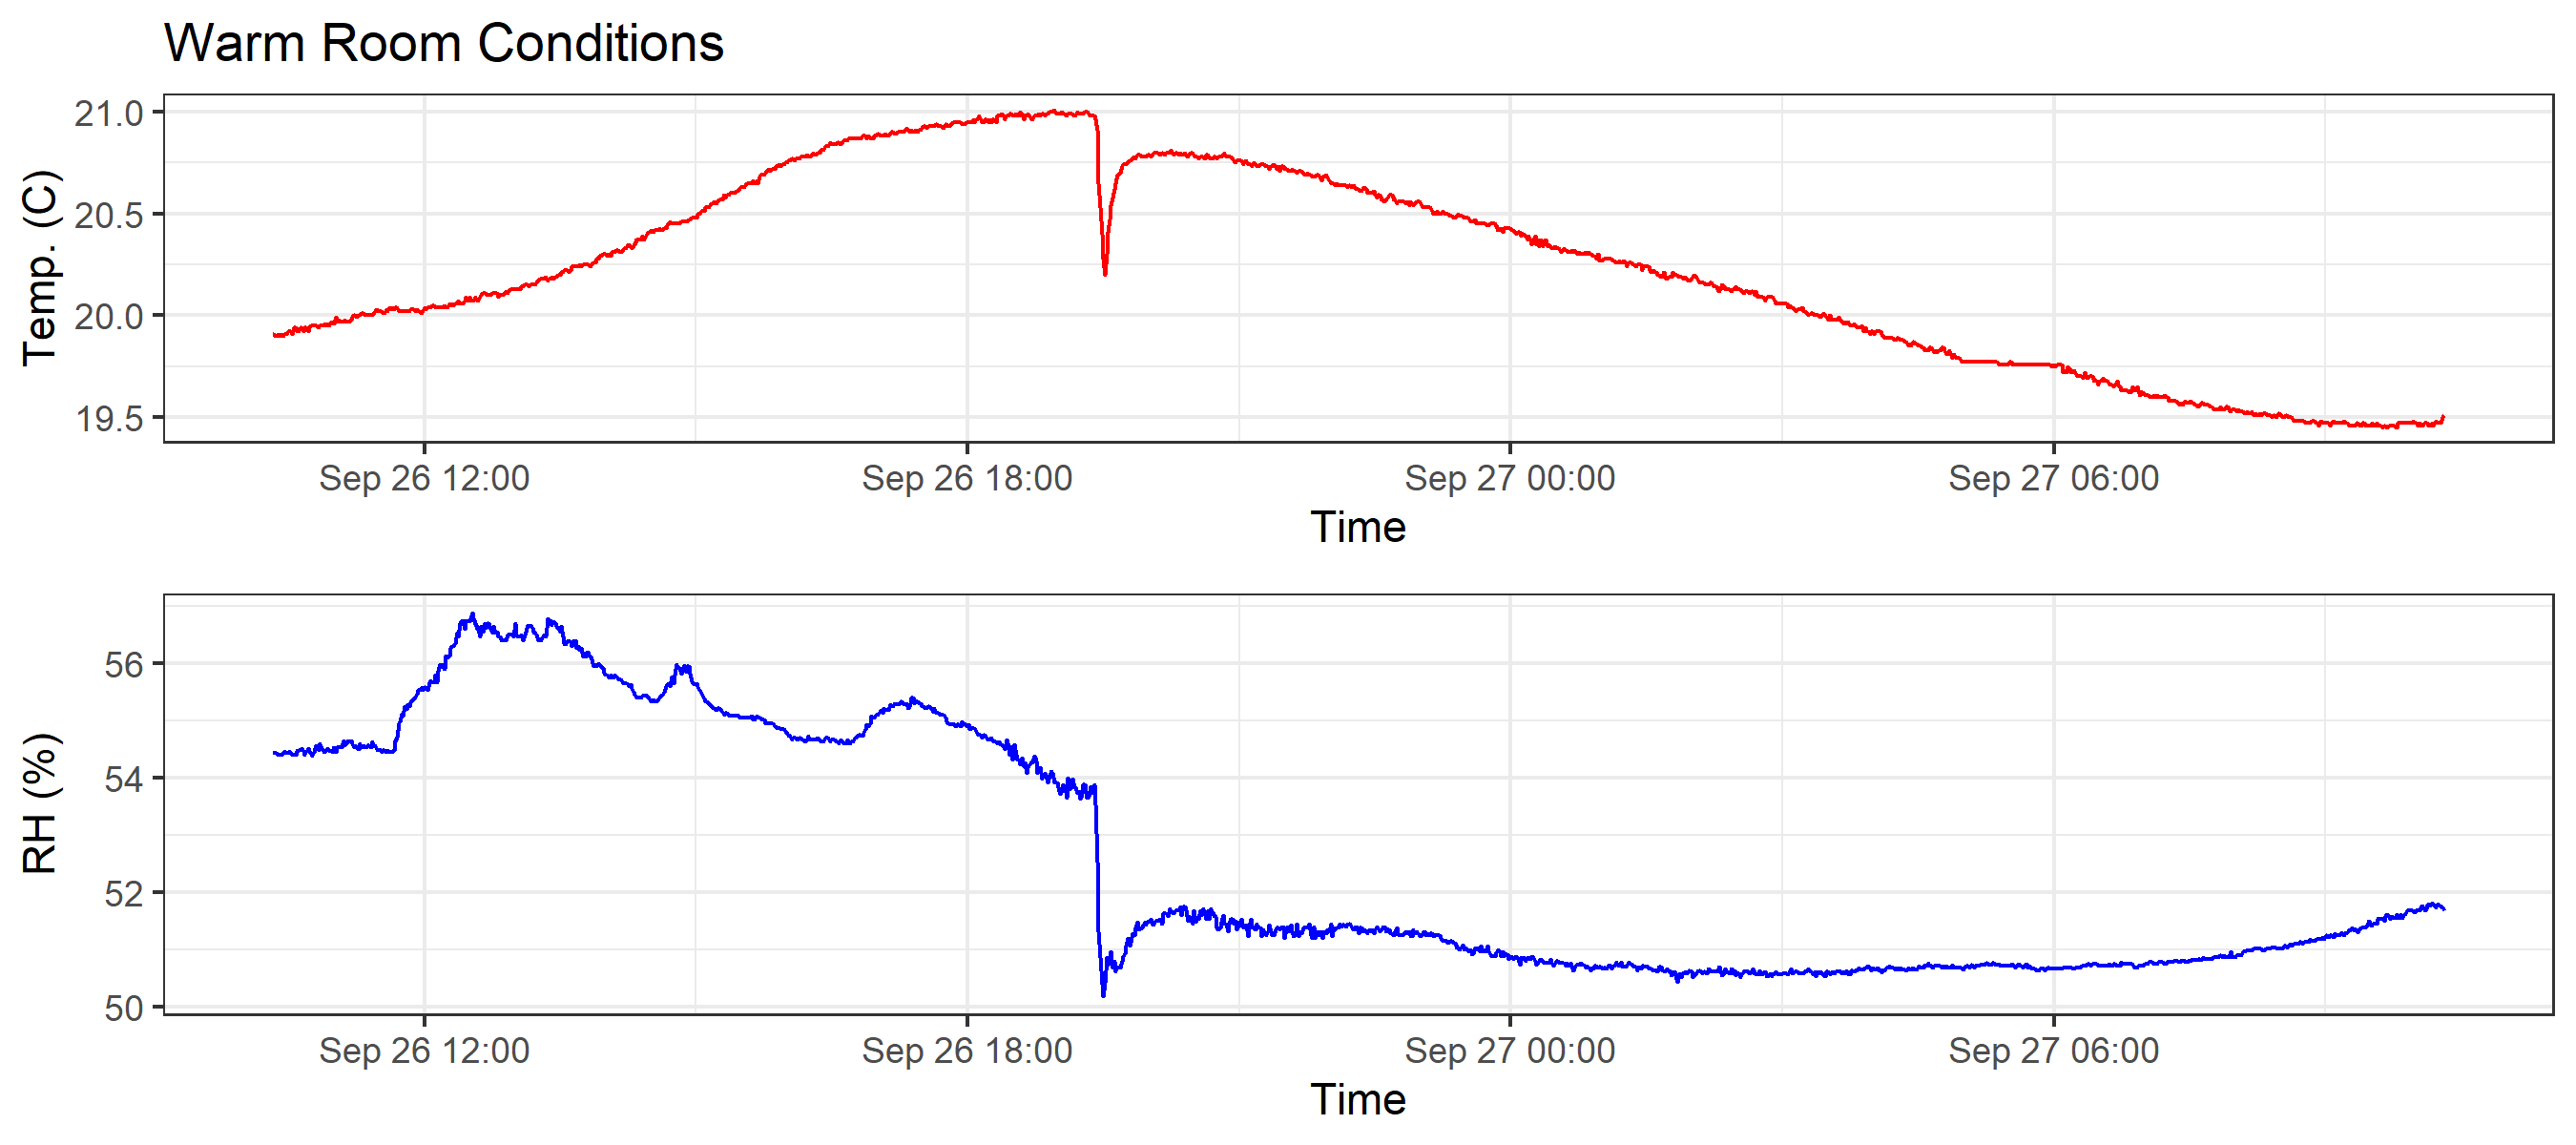 Warm Room Conditions
21.0
20.5
20.0
19.5
Temp. (C)
Sep 26 12:00 Sep 26 18:00 Sep 27 00:00 Sep 27 06:00
Time
56
54
52
50
RH (%)
Sep 26 12:00 Sep 26 18:00 Sep 27 00:00 Sep 27 06:00
Time